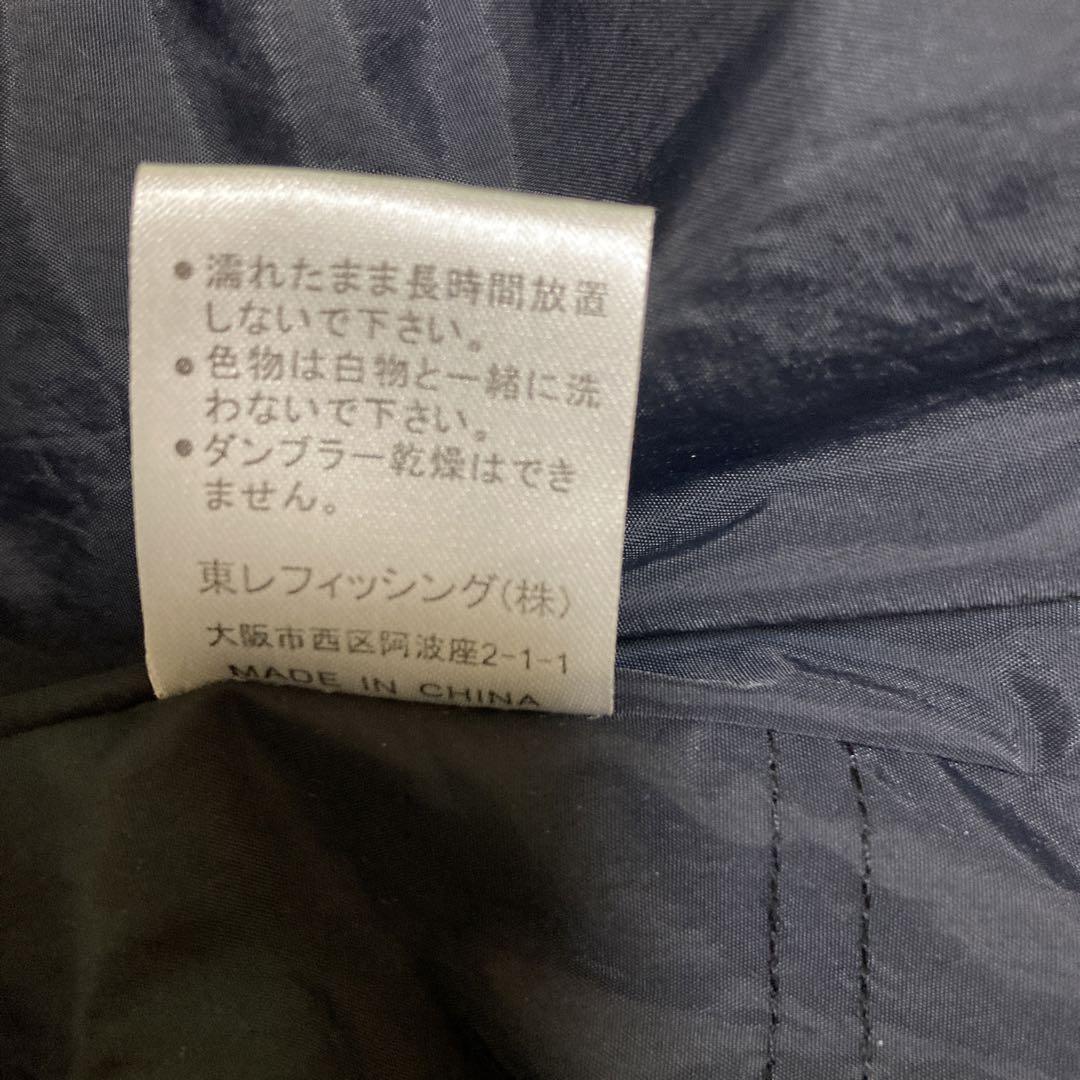 •濡れたまま長時間放置
しないで下さい。
•色物は白物と一緒に洗
わないで下さい。
•ダンブラー乾燥はでき
ません。
東レフィッシング(株)
大阪市西区阿波座2-1-1
MADE IN CHINA